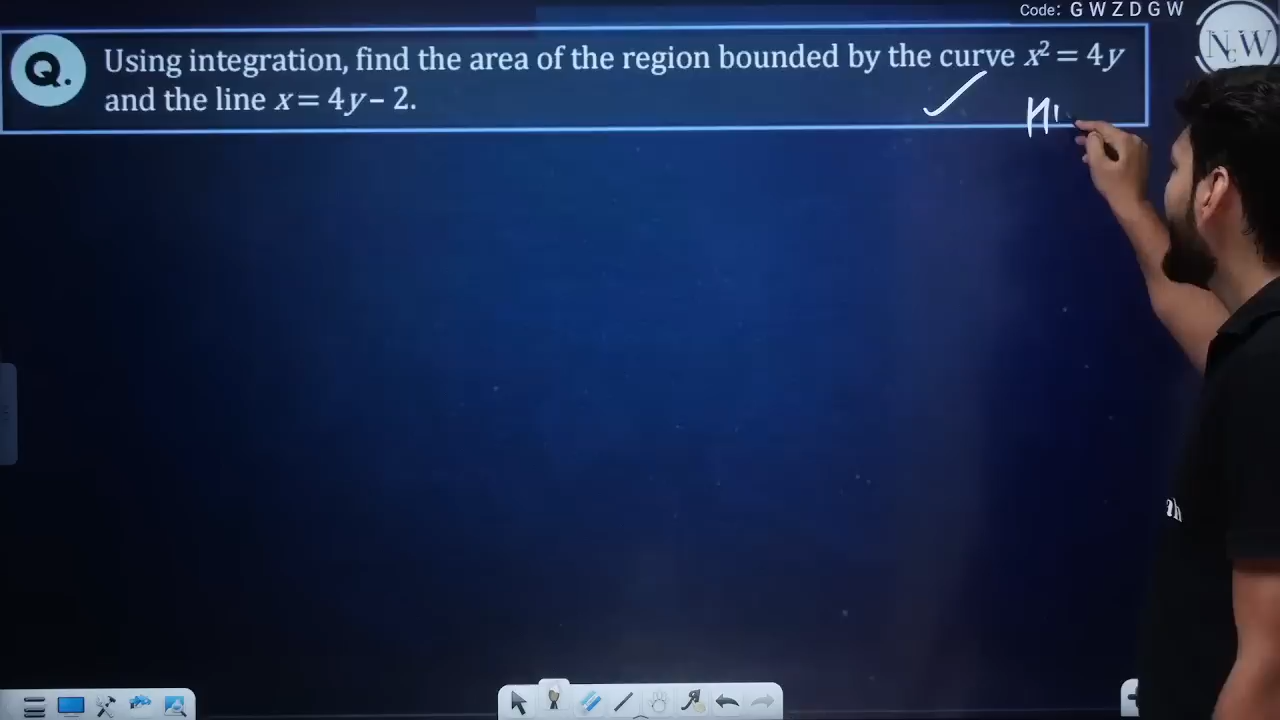 Code: G W Z D G W
Q. Using integration, find the area of the region bounded by the curve x² = 4y
and the line x = 4y – 2.